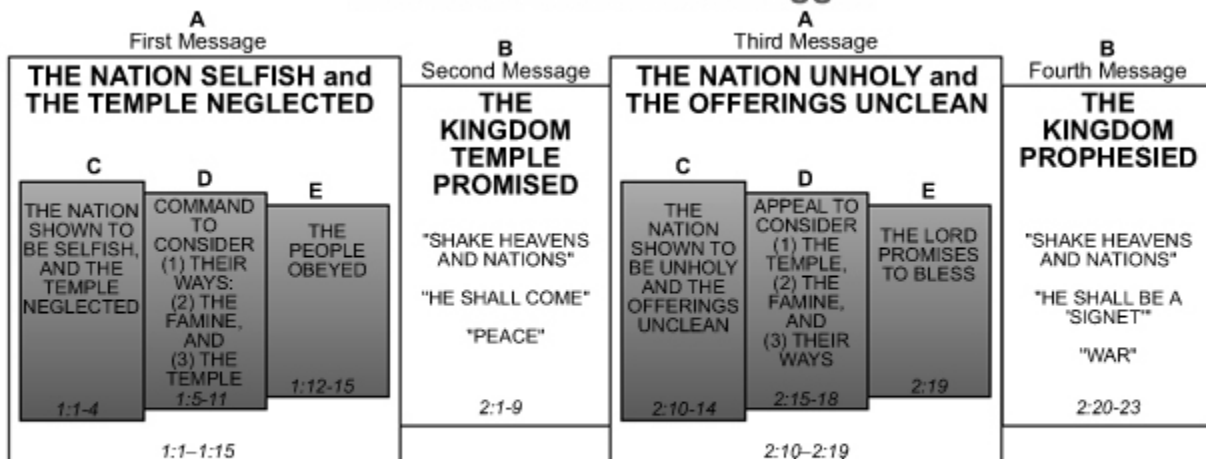 A
First Message
THE NATION SELFISH and
THE TEMPLE NEGLECTED
C
THE NATION
SHOWN TO
BE SELFISH,
AND THE
TEMPLE
NEGLECTED
1:1-4
D
COMMAND
TO
CONSIDER
(1) THEIR
WAYS:
(2) THE
FAMINE,
AND
(3) THE
TEMPLE
1:5-11
E
THE
PEOPLE
OBEYED
1:12-15
1:1–1:15
B
Second Message
THE
KINGDOM
TEMPLE
PROMISED
"SHAKE HEAVENS
AND NATIONS"
"HE SHALL COME"
"PEACE"
2:1-9
A
Third Message
THE NATION UNHOLY and
THE OFFERINGS UNCLEAN
C
THE
NATION
SHOWN TO
BE UNHOLY
AND THE
OFFERINGS
UNCLEAN
2:10-14
D
APPEAL TO
CONSIDER
(1) THE
TEMPLE,
(2) THE
FAMINE,
AND
(3) THEIR
WAYS
2:15-18
E
THE LORD
PROMISES
TO BLESS
2:19
2:10–2:19
B
Fourth Message
THE
KINGDOM
PROPHESIED
"SHAKE HEAVENS
AND NATIONS"
"HE SHALL BE A
'SIGNET'"
"WAR"
2:20-23